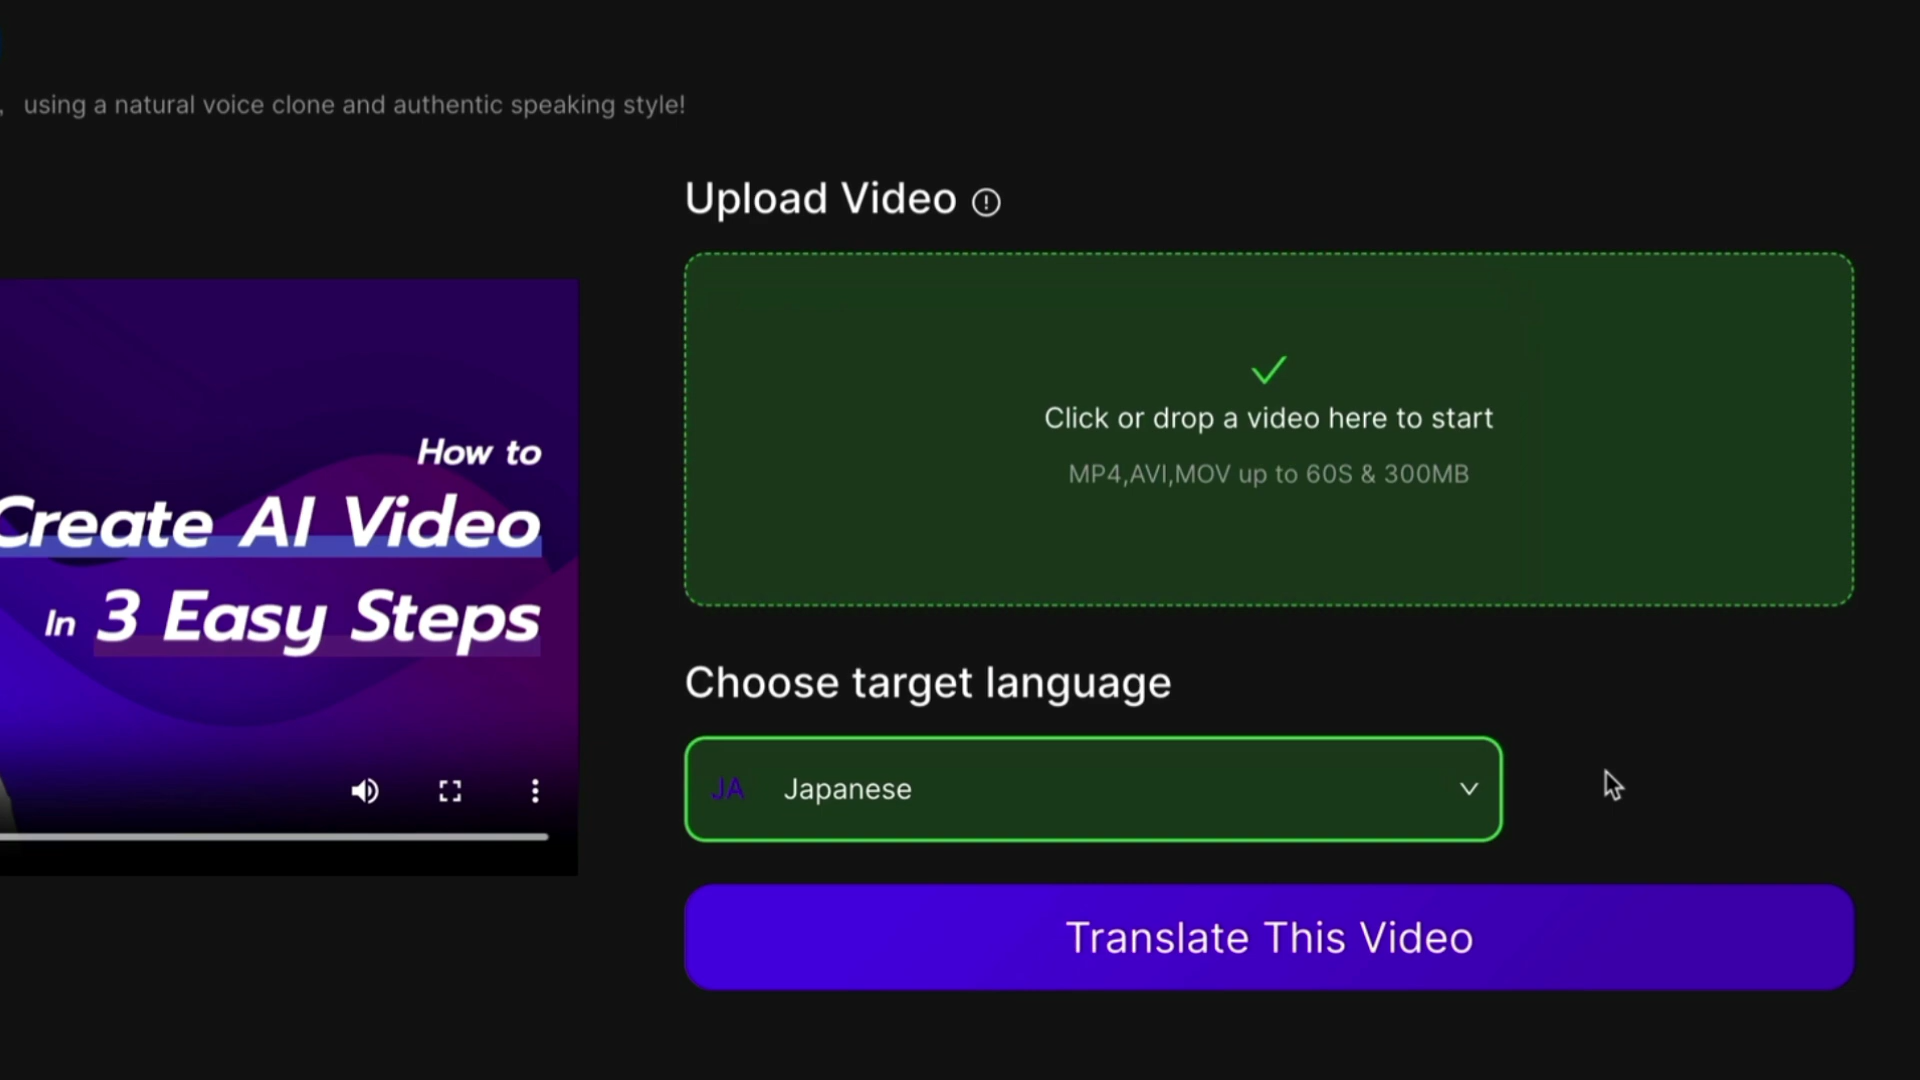 , using a natural voice clone and authentic speaking style!
Upload Video
How to
Create AI Video
In 3 Easy Steps
Click or drop a video here to start
MP4,AVI,MOV up to 60S & 300MB
Choose target language
JA Japanese
Translate This Video